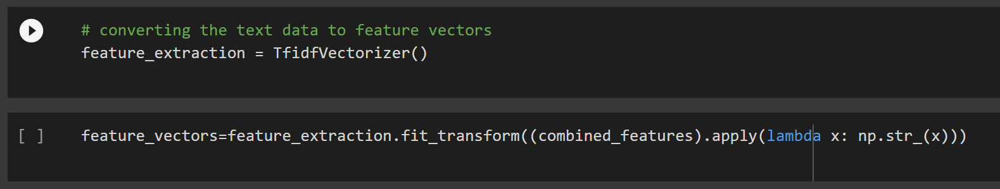 # converting the text data to feature vectors
feature_extraction = TfidfVectorizer()
[ ] feature_vectors=feature_extraction.fit_transform((combined_features).apply(lambda x: np.str_(x)))